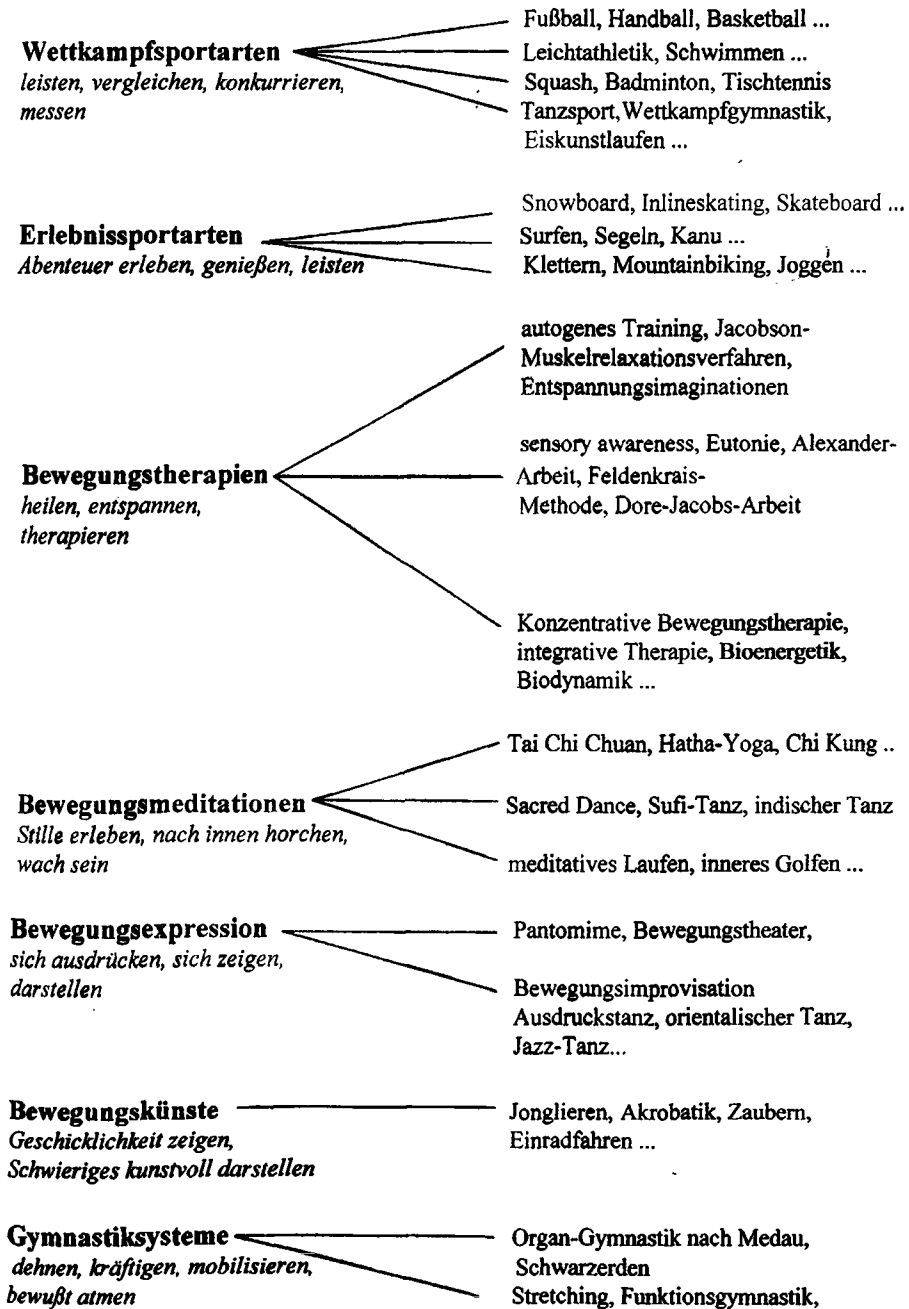 Wettkampfsportarten
leisten, vergleichen, konkurrieren,
messen
Fußball, Handball, Basketball ...
Leichtathletik, Schwimmen ...
Squash, Badminton, Tischtennis
Tanzsport, Wettkampfgymnastik,
Eiskunstlaufen ...
Erlebnissportarten
Abenteuer erleben, genießen, leisten
Snowboard, Inlineskating, Skateboard ...
Surfen, Segeln, Kanu ...
Klettern, Mountainbiking, Joggen ...
Bewegungstherapien
heilen, entspannen,
therapieren
autogenes Training, Jacobson-
Muskelrelaxationsverfahren,
Entspannungsimaginationen
sensory awareness, Eutonie, Alexander-
Arbeit, Feldenkrais-
Methode, Dore-Jacobs-Arbeit
Konzentrative Bewegungstherapie,
integrative Therapie, Bioenergetik,
Biodynamik ...
Bewegungsmeditationen
Stille erleben, nach innen horchen,
wach sein
Tai Chi Chuan, Hatha-Yoga, Chi Kung ..
Sacred Dance, Sufi-Tanz, indischer Tanz
meditatives Laufen, inneres Golfen ...
Bewegungsexpression
sich ausdrücken, sich zeigen,
darstellen
Pantomime, Bewegungstheater,
Bewegungsimprovisation
Ausdruckstanz, orientalischer Tanz,
Jazz-Tanz...
Bewegungskünste
Geschicklichkeit zeigen,
Schwieriges kunstvoll darstellen
Jonglieren, Akrobatik, Zaubern,
Einradfahren ...
Gymnastiksysteme
dehnen, kräftigen, mobilisieren,
bewußt atmen
Organ-Gymnastik nach Medau,
Schwarzerden
Stretching, Funktionsgymnastik,